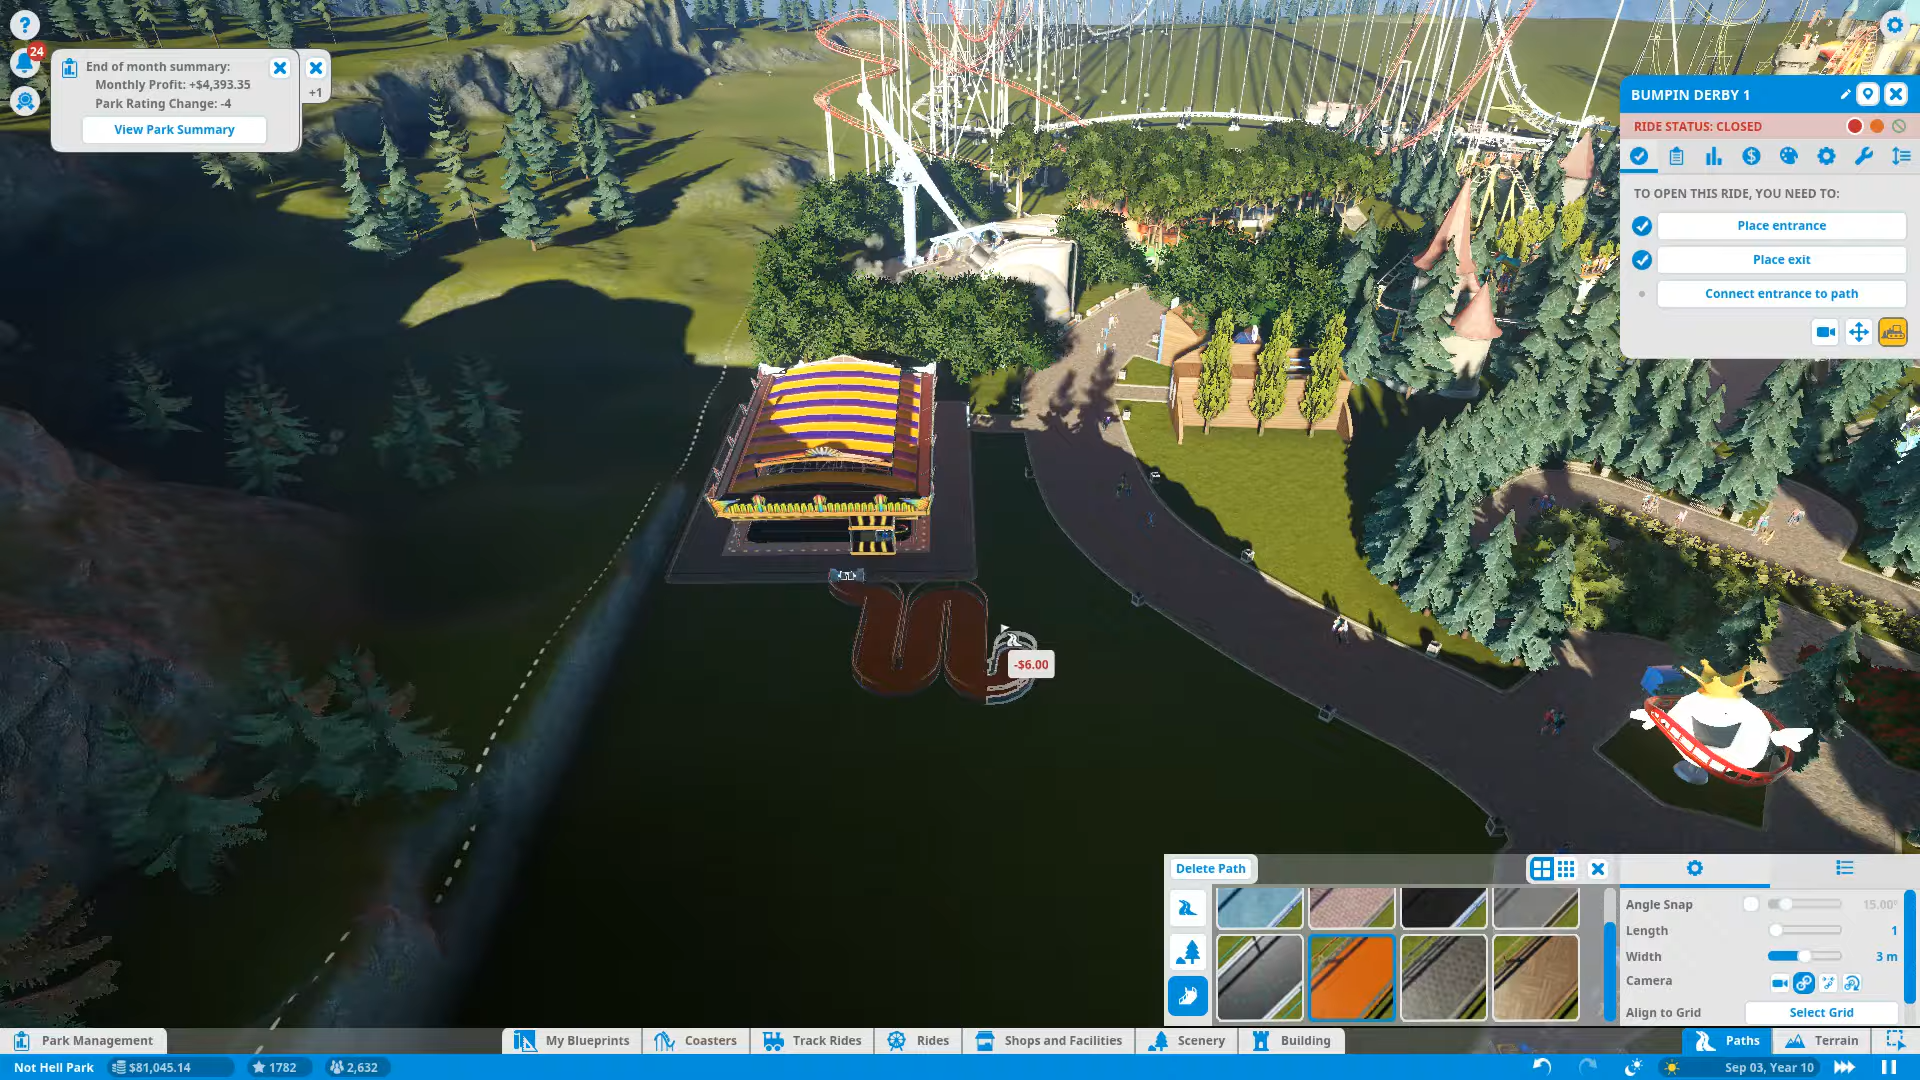 ?
24
End of month summary:
Monthly Profit: +$4,393.35
Park Rating Change: -4
View Park Summary
+1
BUMPIN DERBY 1
RIDE STATUS: CLOSED
TO OPEN THIS RIDE, YOU NEED TO:
Place entrance
Place exit
Connect entrance to path
-$6.00
Delete Path
Angle Snap
15.00°
Length
1
Width
3 m
Camera
Align to Grid
Select Grid
Park Management
My Blueprints
Coasters
Track Rides
Rides
Shops and Facilities
Scenery
Building
Paths
Terrain
Not Hell Park
$81,045.14
1782
2,632
Sep 03, Year 10